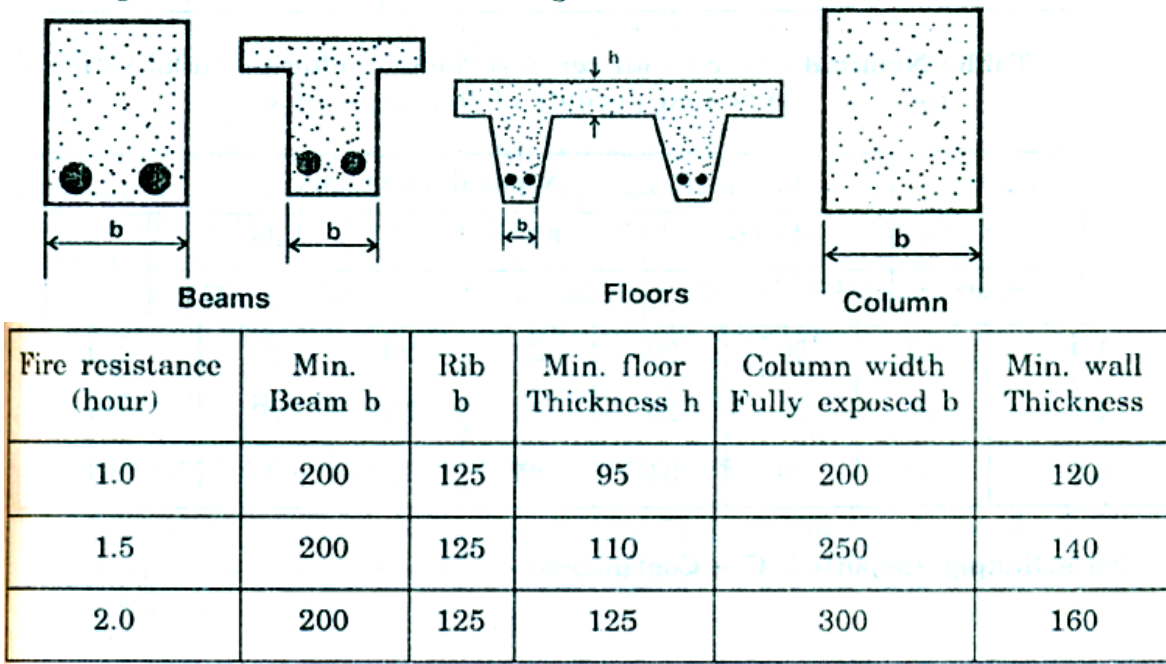 h
b
b
b
b
Beams
Floors
Column
Fire resistance (hour) Min. Beam b Rib b Min. floor Thickness h Column width Fully exposed b Min. wall Thickness
1.0 200 125 95 200 120
1.5 200 125 110 250 140
2.0 200 125 125 300 160